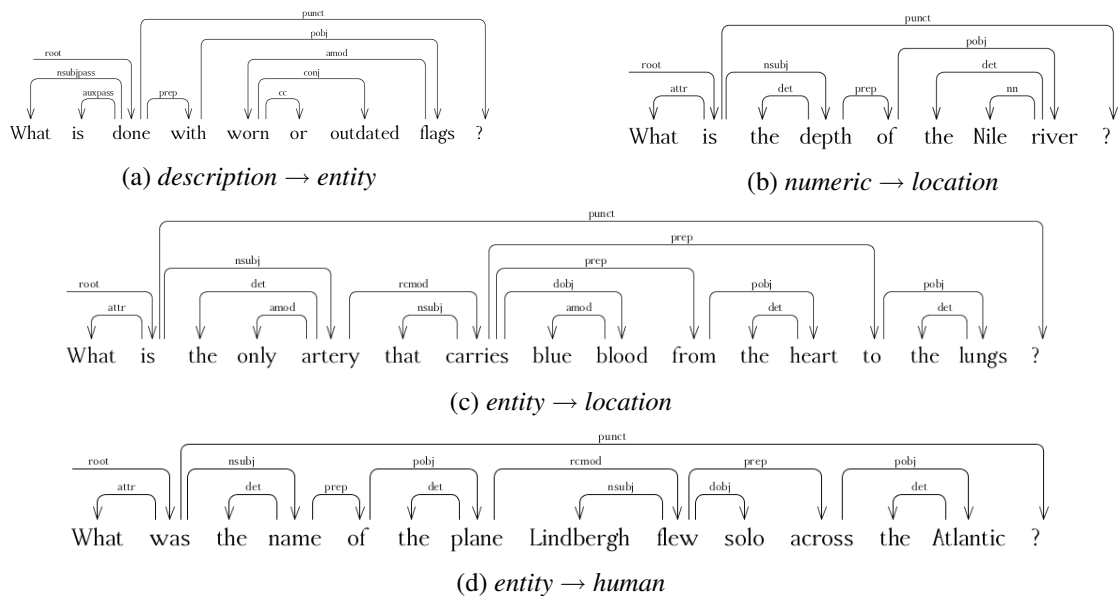 punct
pobj
root amod
nsubjpass conj
auxpass prep cc
What is done with worn or outdated flags ?
(a) description → entity
punct
pobj
root nsubj det
attr det prep nn
What is the depth of the Nile river ?
(b) numeric → location
punct
prep
nsubj prep
root det rcmod dobj pobj pobj
attr amod nsubj amod det det
What is the only artery that carries blue blood from the heart to the lungs ?
(c) entity → location
punct
root nsubj pobj rcmod prep pobj
attr det prep det nsubj dobj det
What was the name of the plane Lindbergh flew solo across the Atlantic ?
(d) entity → human